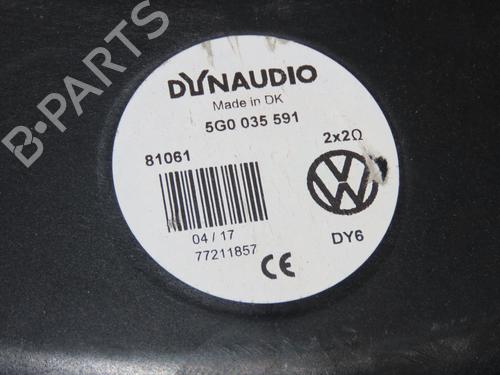 B-PARTS
DYNAUDIO
Made in DK
5G0 035 591
81061
2x2Ω
04 / 17
77211857
DY6
CE